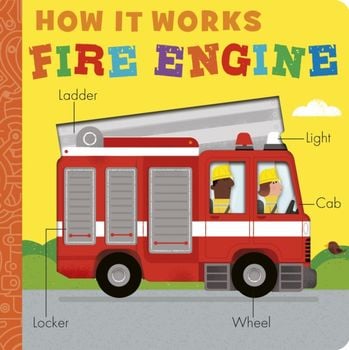 HOW IT WORKS
FIRE ENGINE
Ladder
Light
Cab
Locker
Wheel